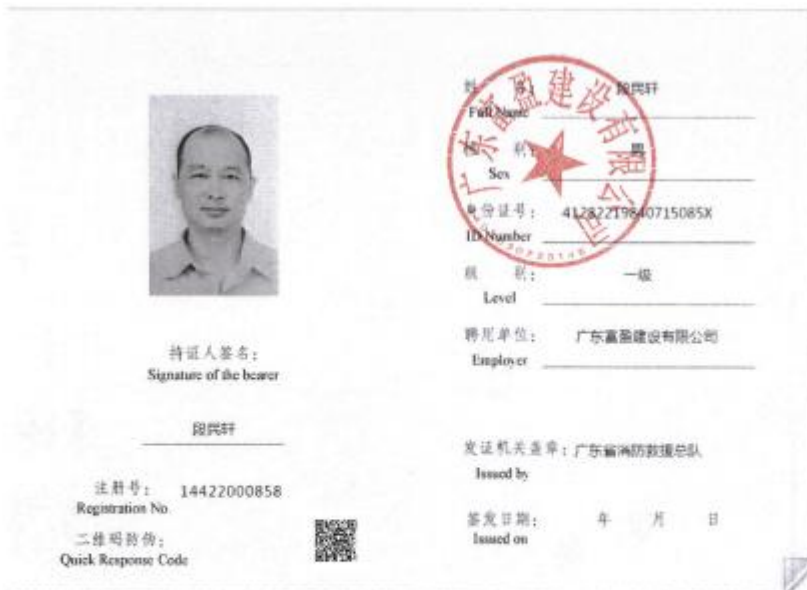 持证人签名:
Signature of the bearer
段民轩
注册号: 14422000858
Registration No
二维码防伪:
Quick Response Code
姓 名: 段民轩
Full Name
性 别: 男
Sex
身份证号: 41282219840715085X
ID Number
级 别: 一级
Level
聘用单位: 广东富盈建设有限公司
Employer
发证机关盖章: 广东省消防救援总队
Issued by
签发日期: 年 月 日
Issued on
广东富盈建设有限公司